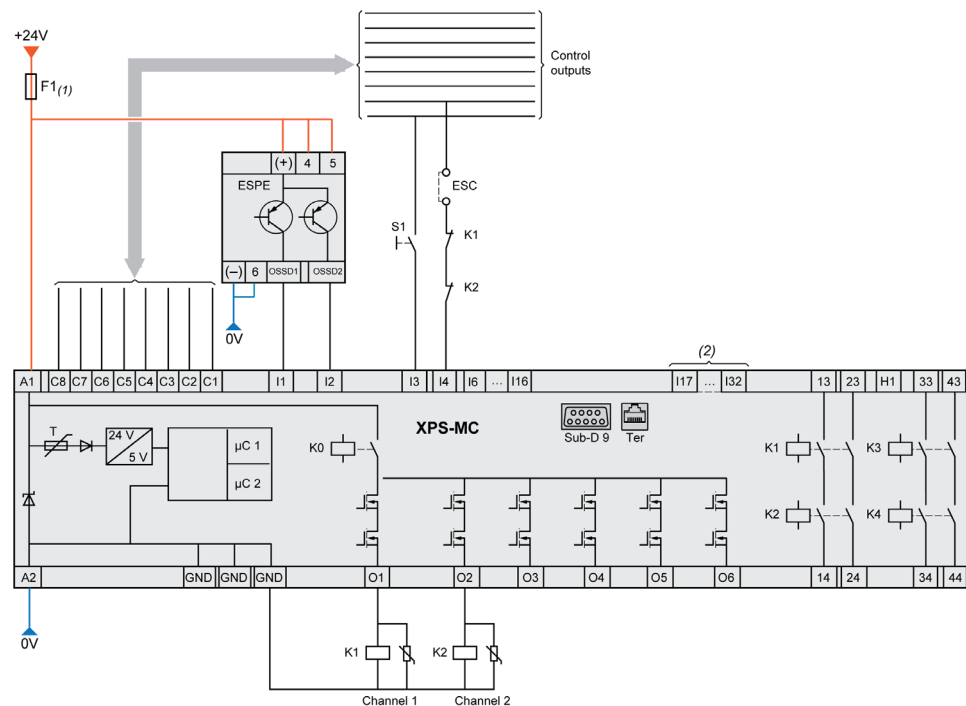 +24V
F1(1)
Control
outputs
(+) 4 5
ESPE
ESC
S1
K1
K2
(–) 6 OSSD1 OSSD2
0V
(2)
A1 C8 C7 C6 C5 C4 C3 C2 C1 I1 I2 I3 I4 I6 ... I16 I17 ... I32 13 23 H1 33 43
T
24 V
5 V
µC 1
µC 2
K0
XPS-MC
Sub-D 9
Ter
K1
K3
K2
K4
A2 GND GND GND O1 O2 O3 O4 O5 O6 14 24 34 44
0V
K1
K2
Channel 1
Channel 2